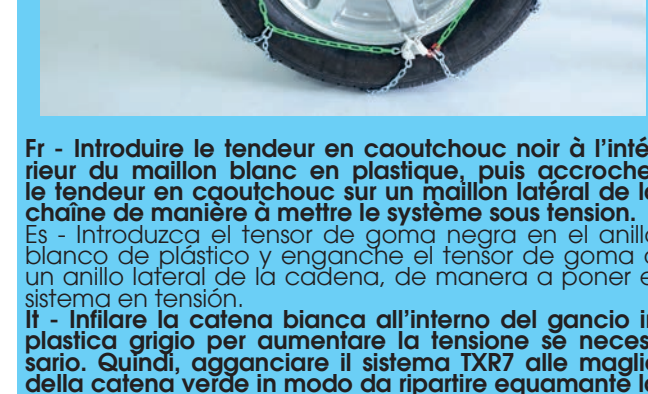 Fr - Introduire le tendeur en caoutchouc noir à l'inté-
rieur du maillon blanc en plastique, puis accroche
le tendeur en caoutchouc sur un maillon latéral de l
chaîne de manière à mettre le système sous tension.
Es - Introduzca el tensor de goma negra en el anillo
blanco de plástico y enganche el tensor de goma
un anillo lateral de la cadena, de manera a poner e
sistema en tensión.
It - Infilare la catena bianca all'interno del gancio in
plastica grigio per aumentare la tensione se neces
sario. Quindi, agganciare il sistema TXR7 alle maglie
della catena verde in modo da ripartire equamante le